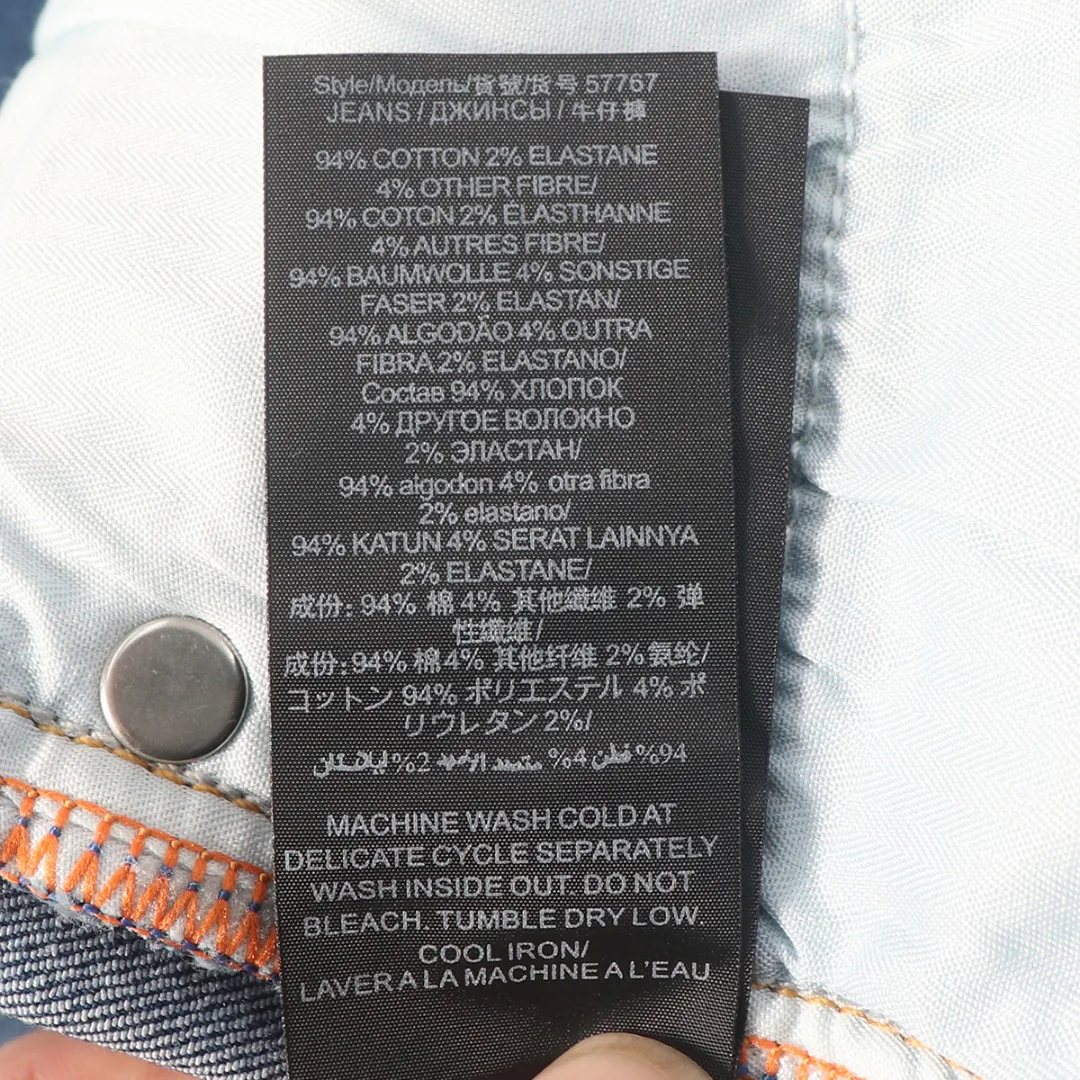 Style/Модель/貨號/货号 57767
JEANS / ДЖИНСЫ / 牛仔褲
94% COTTON 2% ELASTANE
4% OTHER FIBRE/
94% COTON 2% ELASTHANNE
4% AUTRES FIBRE/
94% BAUMWOLLE 4% SONSTIGE
FASER 2% ELASTAN/
94% ALGODÃO 4% OUTRA
FIBRA 2% ELASTANO/
Состав 94% ХЛОПОК
4% ДРУГОЕ ВОЛОКНО
2% ЭЛАСТАН/
94% algodon 4% otra fibra
2% elastano/
94% KATUN 4% SERAT LAINNYA
2% ELASTANE/
成份: 94% 棉 4% 其他纖維 2% 弹
性纖维/
成份: 94% 棉 4% 其他纤维 2% 氨纶/
コットン 94% ポリエステル 4% ポ
リウレタン 2%/
94% قطن 4% 2%
MACHINE WASH COLD AT
DELICATE CYCLE SEPARATELY
WASH INSIDE OUT. DO NOT
BLEACH. TUMBLE DRY LOW.
COOL IRON/
LAVER A LA MACHINE A L'EAU